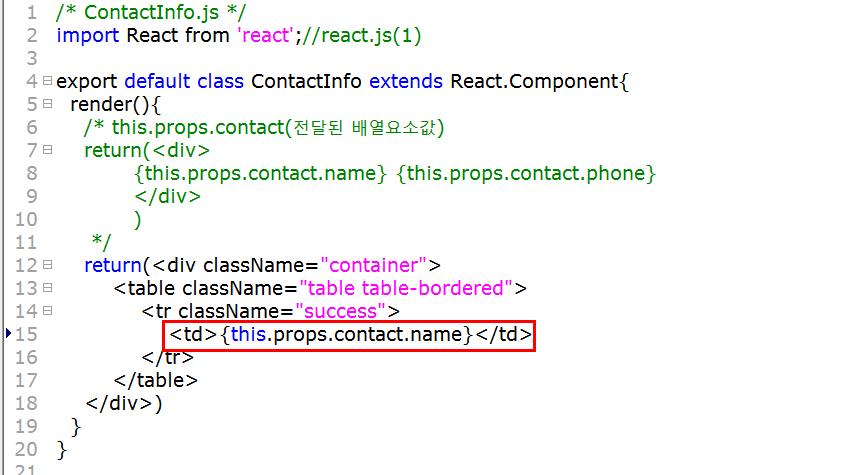 1 /* ContactInfo.js */
2 import React from 'react';//react.js(1)
3
4 export default class ContactInfo extends React.Component{
5 render(){
6 /* this.props.contact(전달된 배열요소값)
7 return(<div>
8 {this.props.contact.name} {this.props.contact.phone}
9 </div>
10 )
11 */
12 return(<div className="container">
13 <table className="table table-bordered">
14 <tr className="success">
15 <td>{this.props.contact.name}</td>
16 </tr>
17 </table>
18 </div>)
19 }
20 }
21